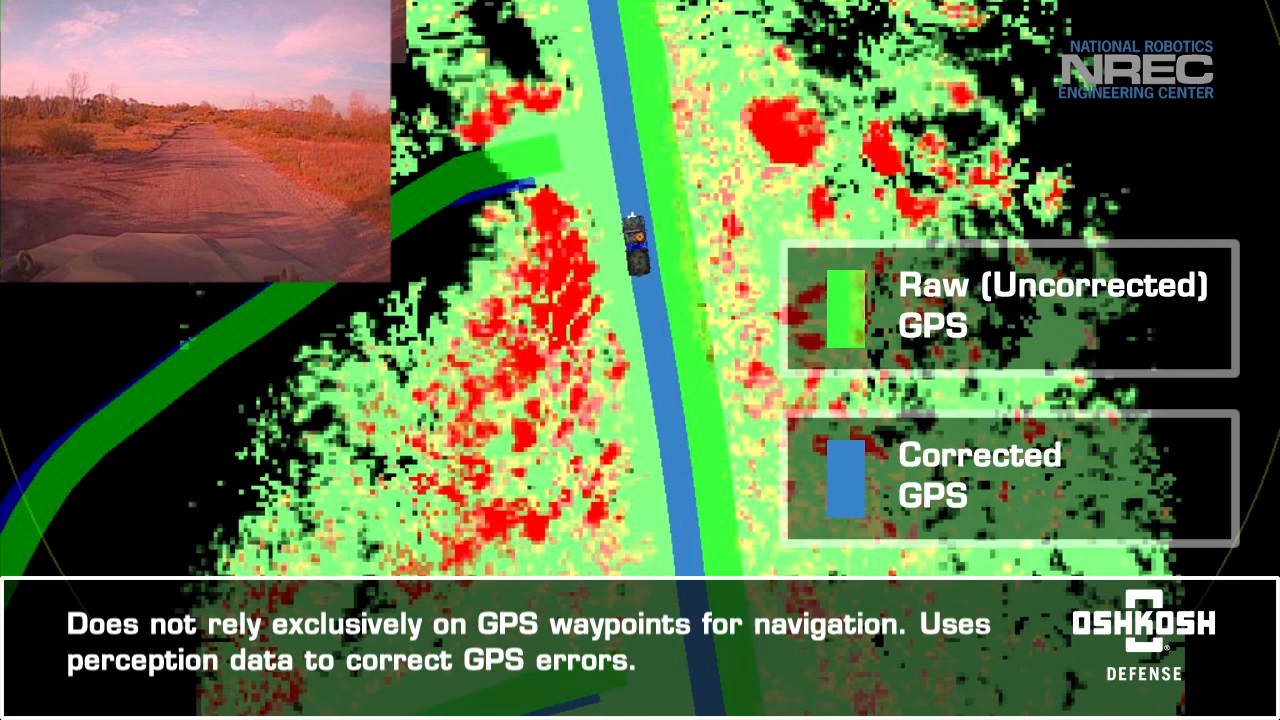 NATIONAL ROBOTICS
NREC
ENGINEERING CENTER
Raw (Uncorrected)
GPS
Corrected
GPS
Does not rely exclusively on GPS waypoints for navigation. Uses
perception data to correct GPS errors.
OSHKOSH
®
DEFENSE